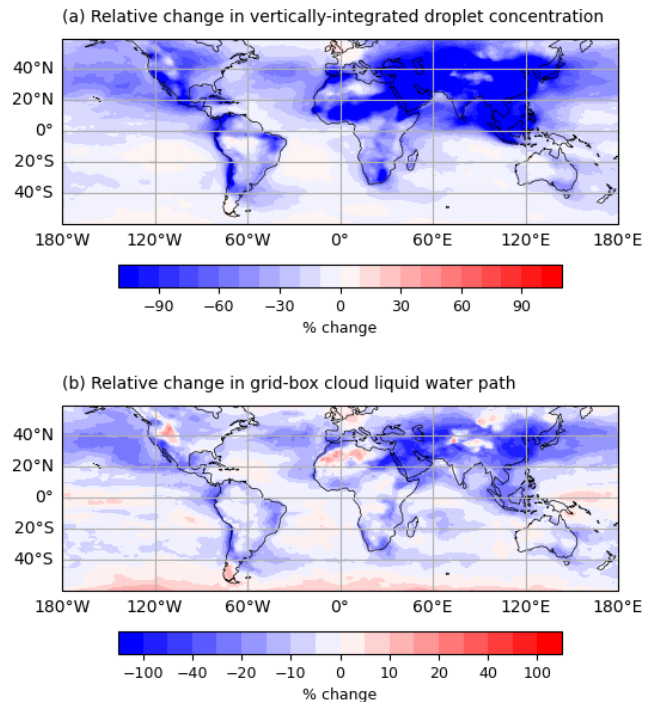 (a) Relative change in vertically-integrated droplet concentration
40°N
20°N
0°
20°S
40°S
180°W 120°W 60°W 0° 60°E 120°E 180°E
−90 −60 −30 0 30 60 90
% change
(b) Relative change in grid-box cloud liquid water path
40°N
20°N
0°
20°S
40°S
180°W 120°W 60°W 0° 60°E 120°E 180°E
−100 −40 −20 −10 0 10 20 40 100
% change